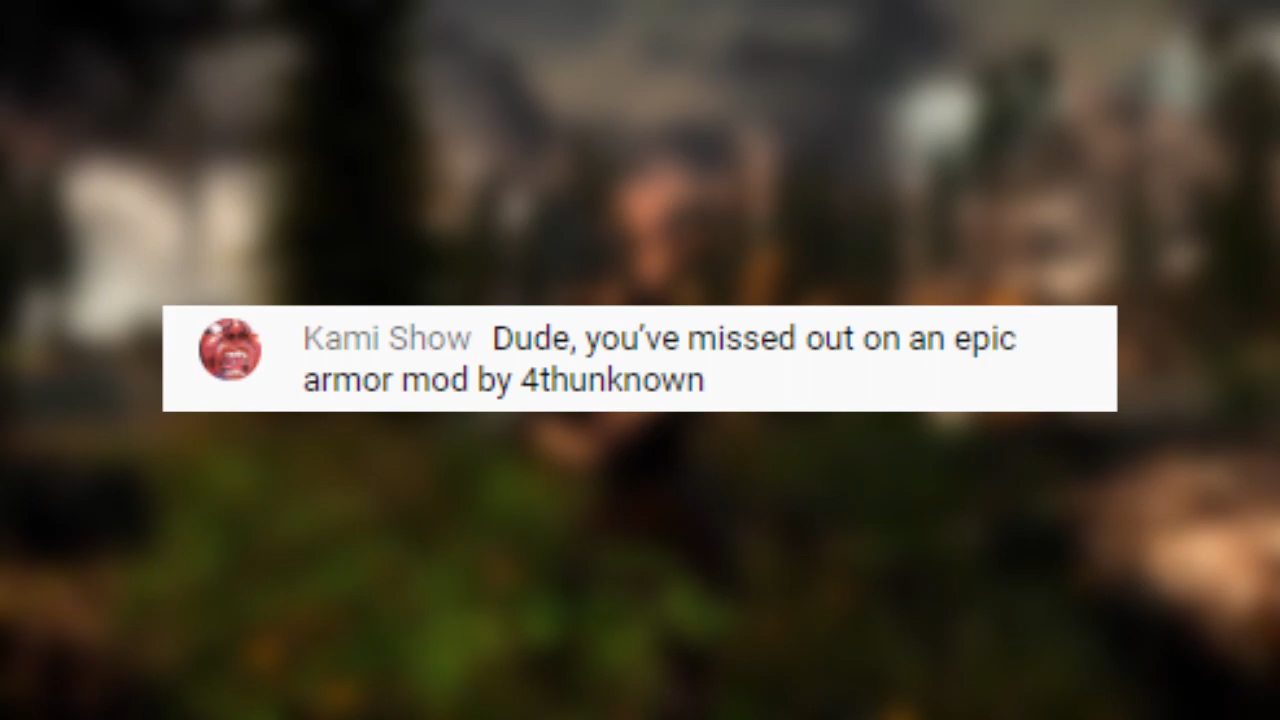 Kami Show Dude, you’ve missed out on an epic
armor mod by 4thunknown